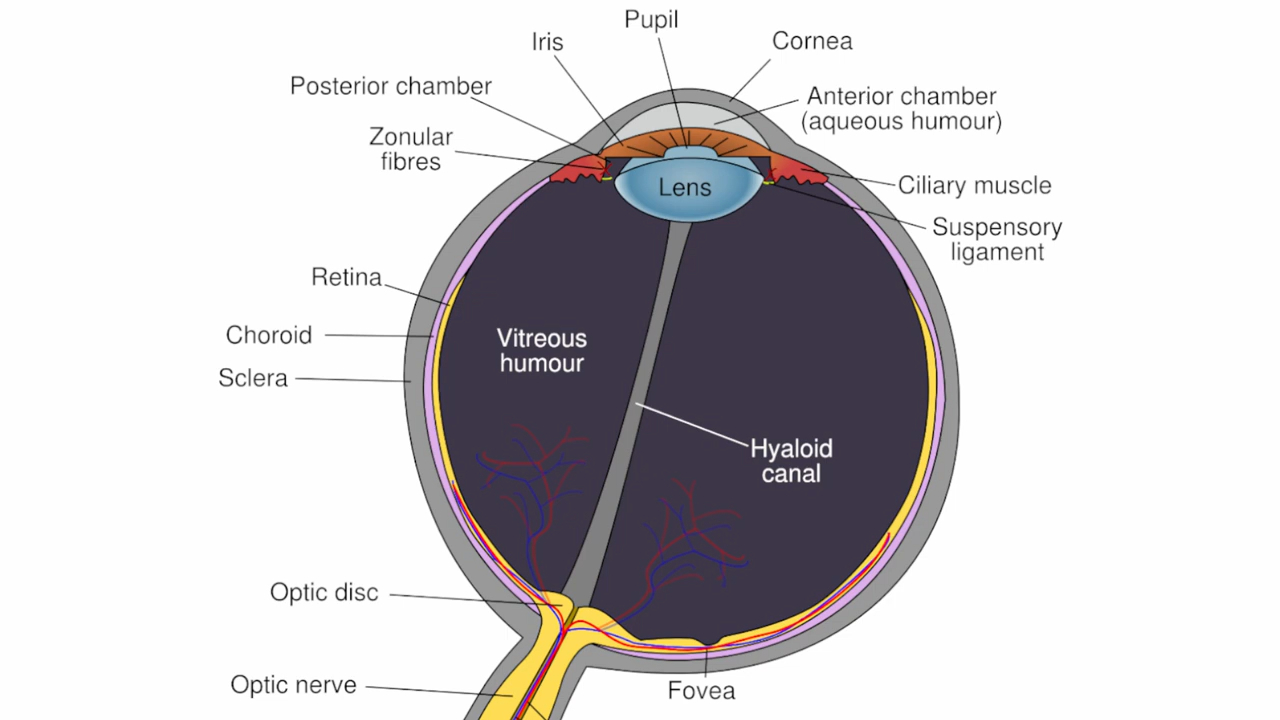 Pupil
Iris
Cornea
Posterior chamber
Anterior chamber
(aqueous humour)
Zonular
fibres
Lens
Ciliary muscle
Suspensory
ligament
Retina
Choroid
Vitreous
humour
Sclera
Hyaloid
canal
Optic disc
Optic nerve
Fovea